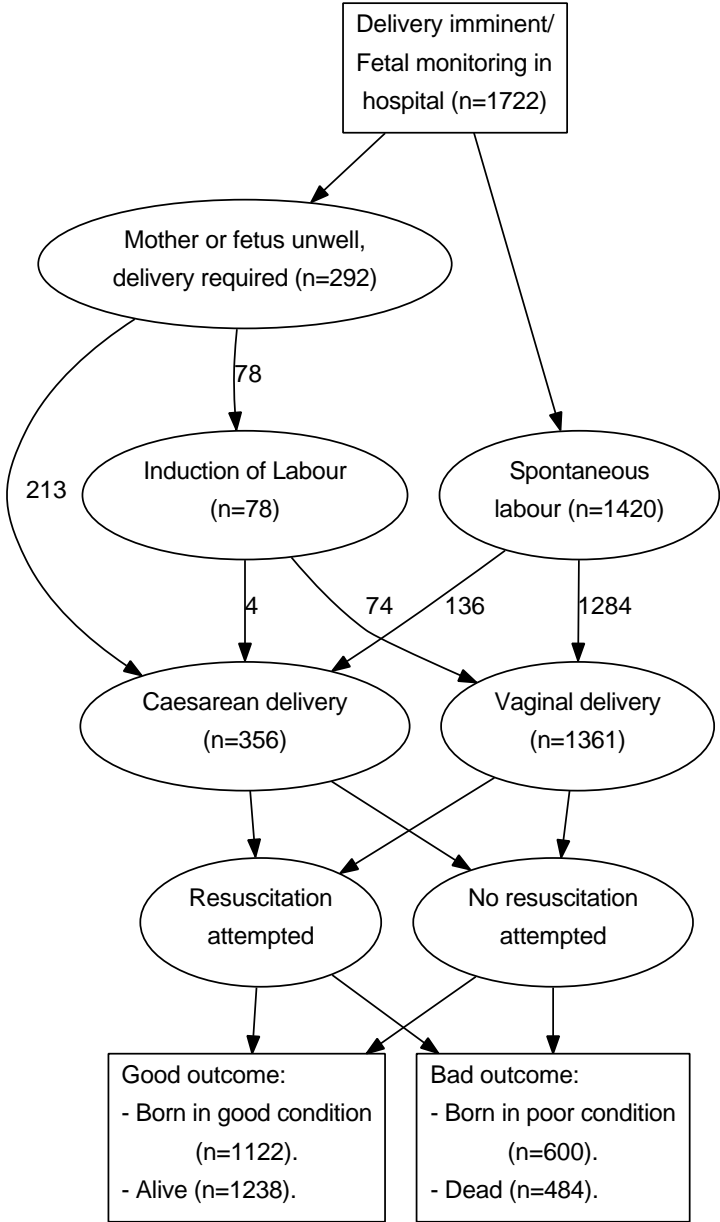 Delivery imminent/
Fetal monitoring in
hospital (n=1722)
Mother or fetus unwell,
delivery required (n=292)
78
213
Induction of Labour
(n=78)
Spontaneous
labour (n=1420)
4
74
136
1284
Caesarean delivery
(n=356)
Vaginal delivery
(n=1361)
Resuscitation
attempted
No resuscitation
attempted
Good outcome:
- Born in good condition
(n=1122).
- Alive (n=1238).
Bad outcome:
- Born in poor condition
(n=600).
- Dead (n=484).